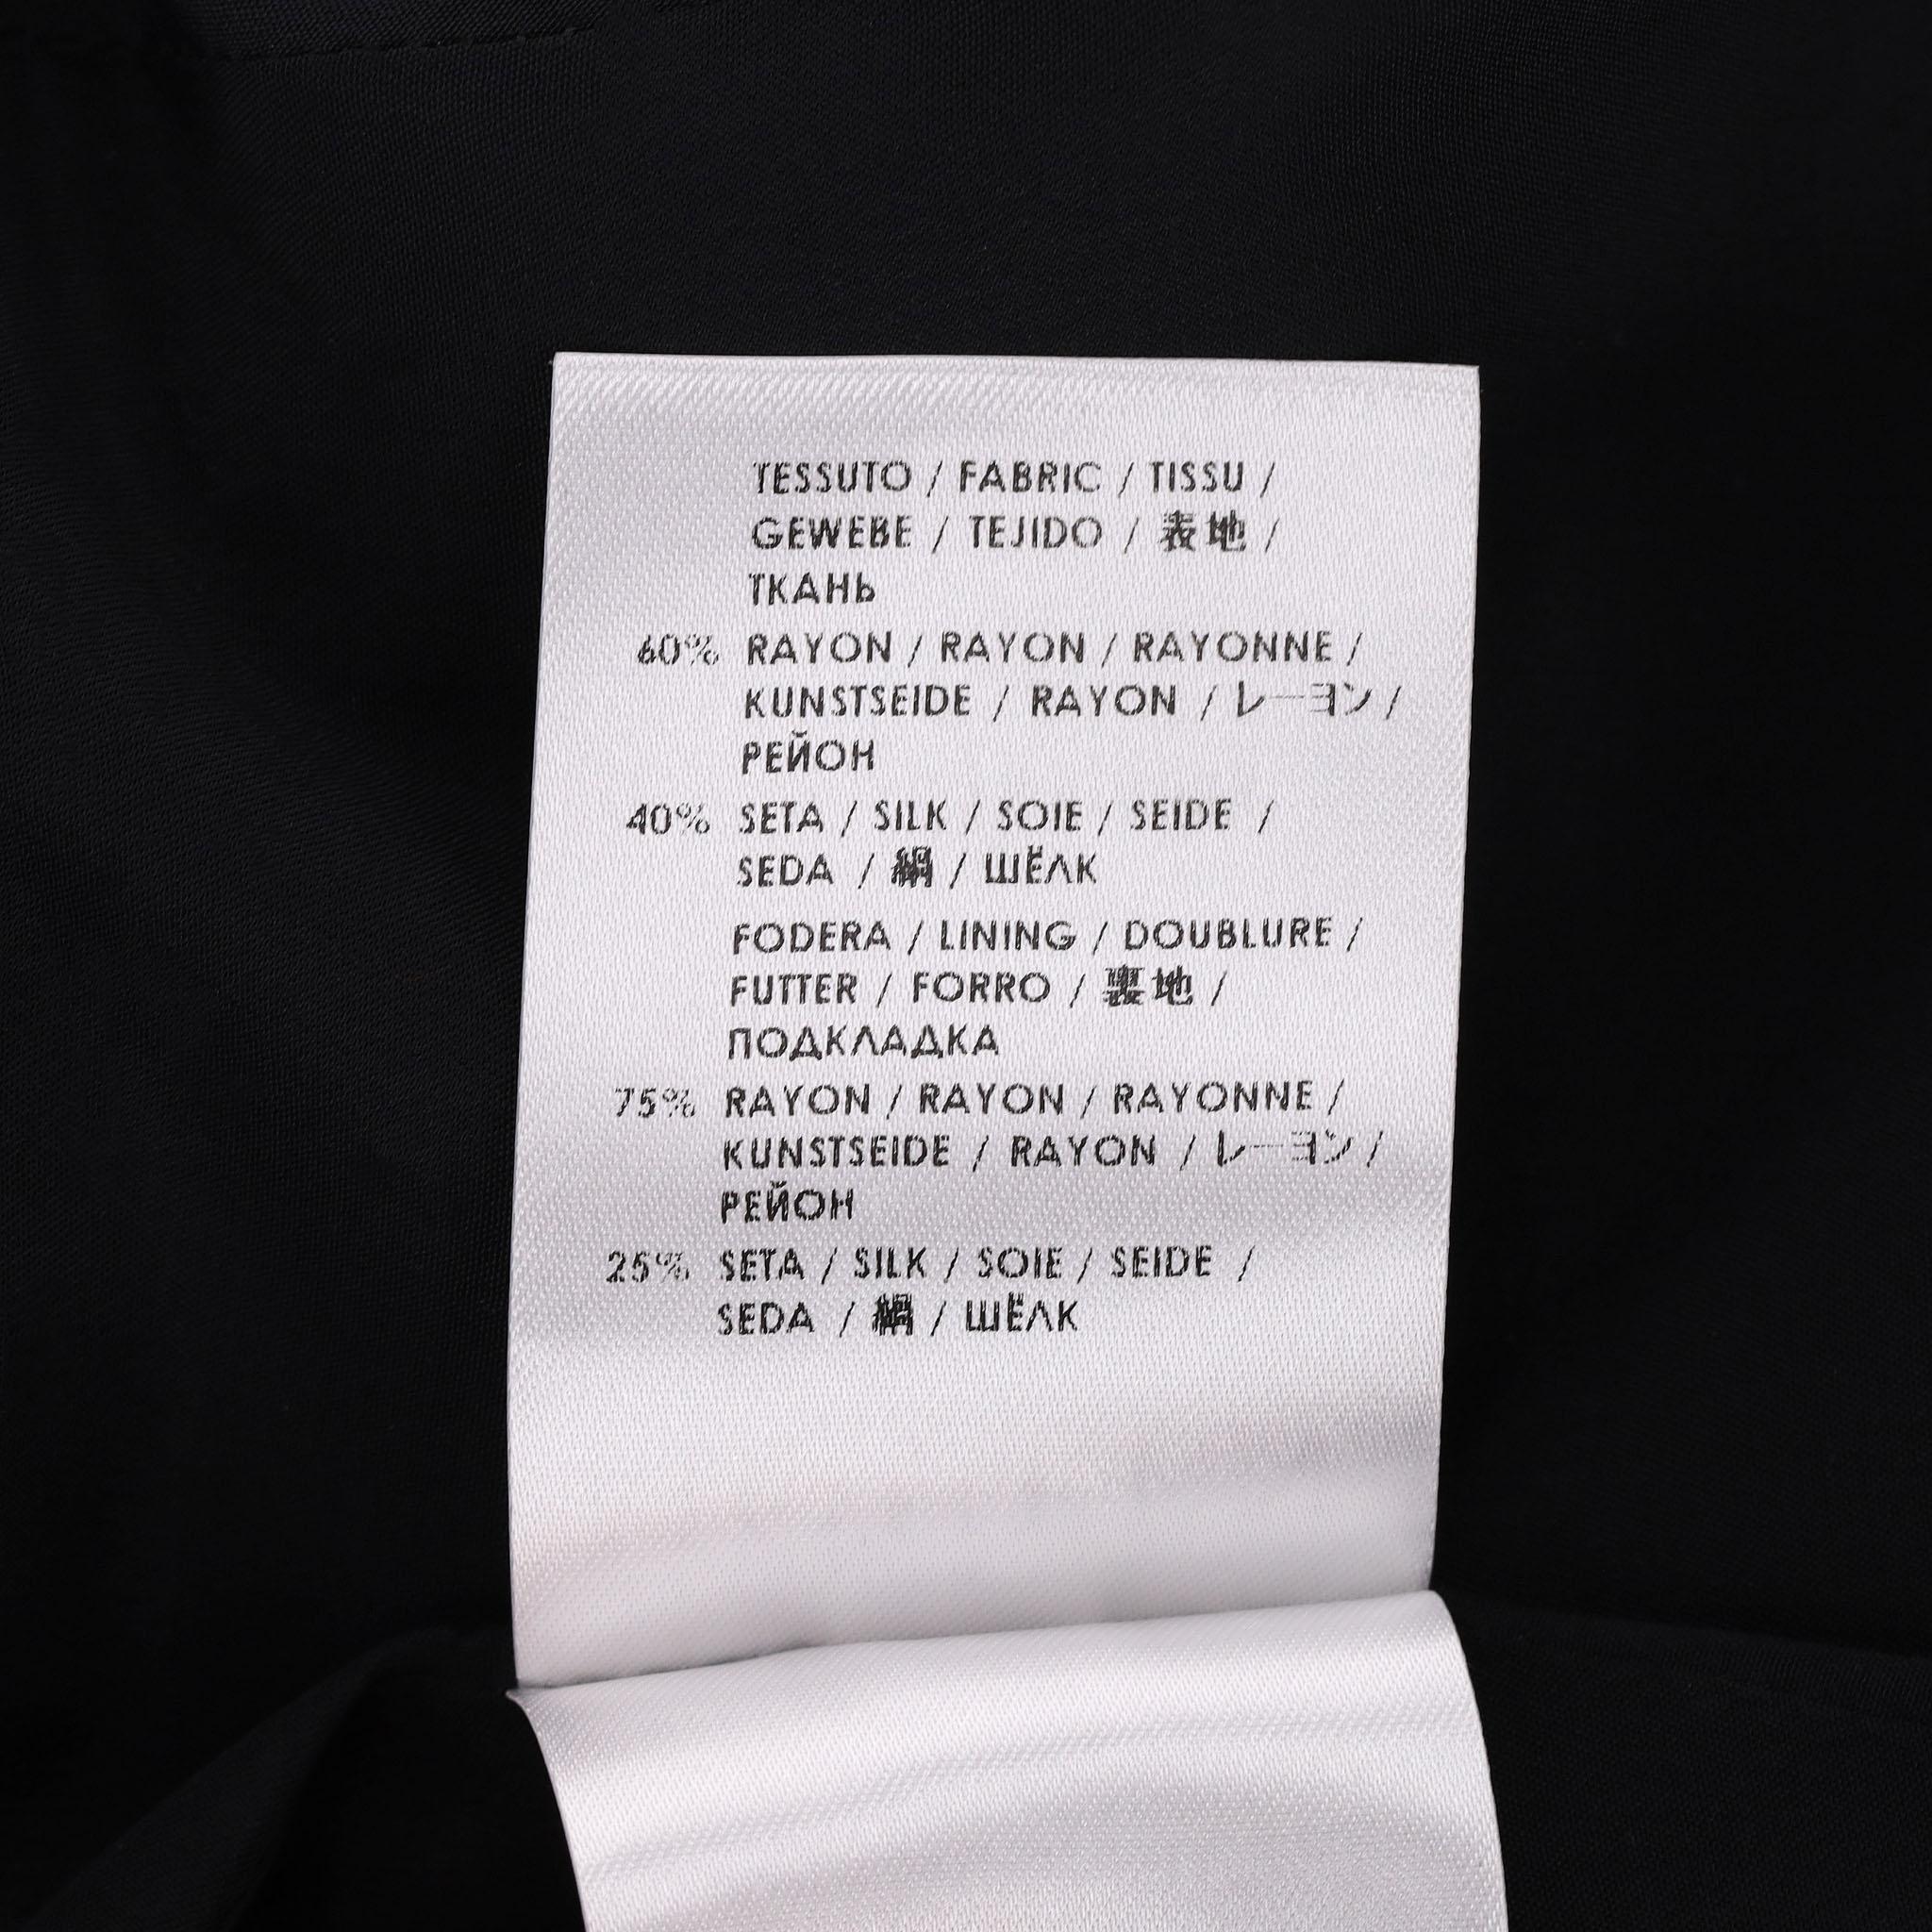 TESSUTO / FABRIC / TISSU /
GEWEBE / TEJIDO / 表地 /
ТКАНЬ
60% RAYON / RAYON / RAYONNE /
KUNSTSEIDE / RAYON / レーヨン /
РЕЙОН
40% SETA / SILK / SOIE / SEIDE /
SEDA / 絹 / ШЁЛК
FODERA / LINING / DOUBLURE /
FUTTER / FORRO / 裏地 /
ПОДКЛАДКА
75% RAYON / RAYON / RAYONNE /
KUNSTSEIDE / RAYON / レーヨン /
РЕЙОН
25% SETA / SILK / SOIE / SEIDE /
SEDA / 絹 / ШЁЛК